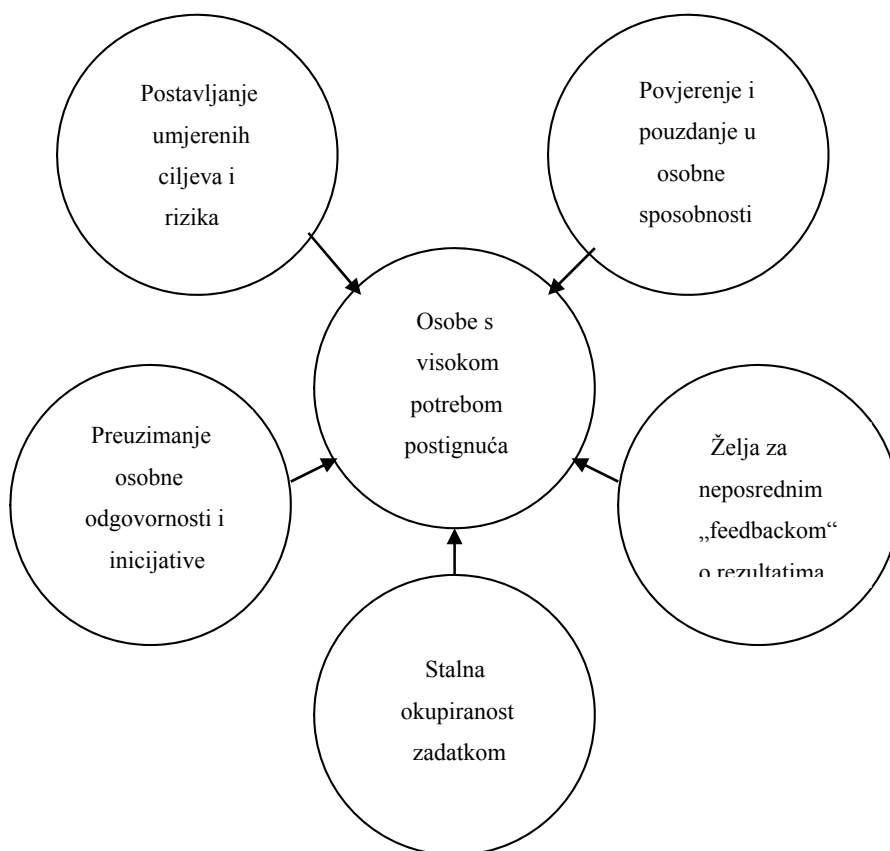 Postavljanje
umjerenih
ciljeva i
rizika
Povjerenje i
pouzdanje u
osobne
sposobnosti
Osobe s
visokom
potrebom
postignuća
Preuzimanje
osobne
odgovornosti i
inicijative
Želja za
neposrednim
„feedbackom“
o rezultatima
Stalna
okupiranost
zadatkom